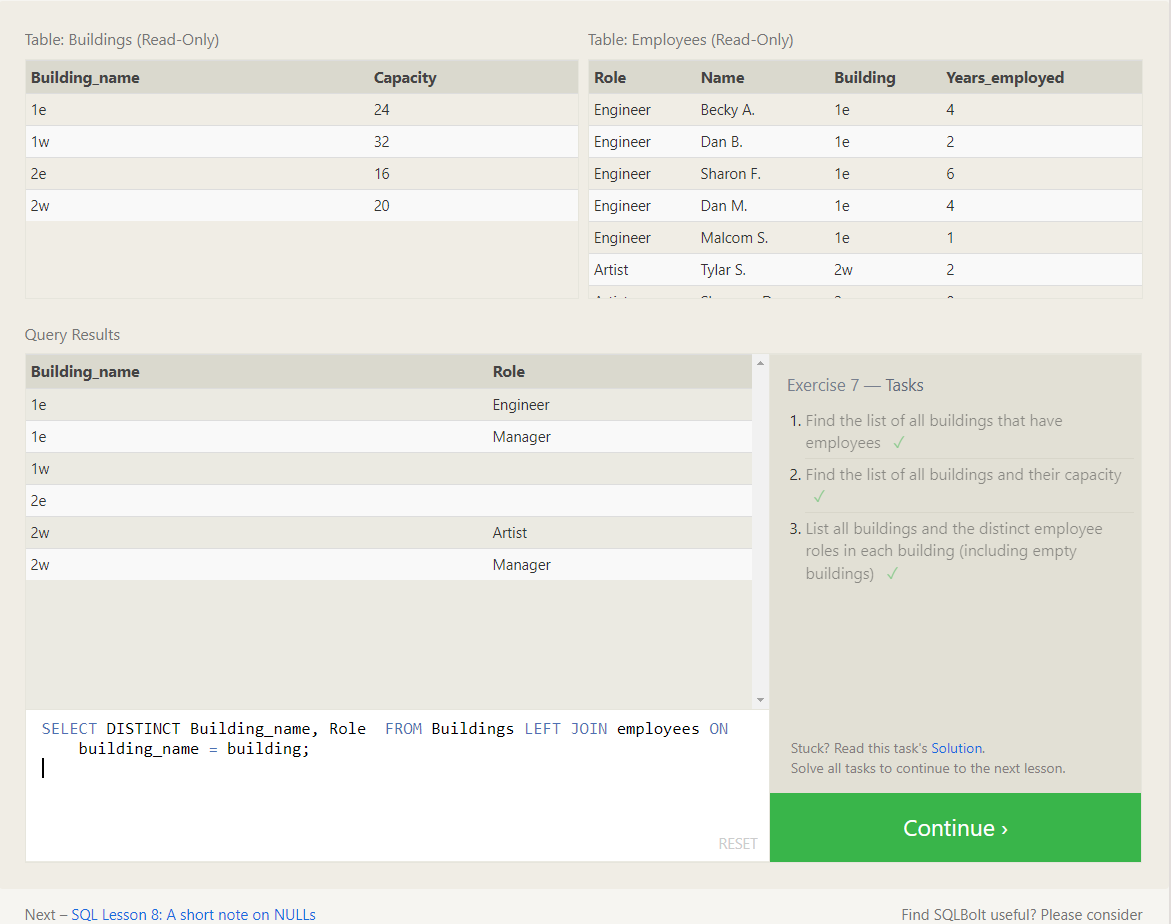 Table: Buildings (Read-Only)
Building_name Capacity
1e 24
1w 32
2e 16
2w 20
Table: Employees (Read-Only)
Role Name Building Years_employed
Engineer Becky A. 1e 4
Engineer Dan B. 1e 2
Engineer Sharon F. 1e 6
Engineer Dan M. 1e 4
Engineer Malcom S. 1e 1
Artist Tylar S. 2w 2
Query Results
Building_name Role
1e Engineer
1e Manager
1w
2e
2w Artist
2w Manager
SELECT DISTINCT Building_name, Role  FROM Buildings LEFT JOIN employees ON
building_name = building;
RESET
Exercise 7 — Tasks
1. Find the list of all buildings that have
employees ✓
2. Find the list of all buildings and their capacity
✓
3. List all buildings and the distinct employee
roles in each building (including empty
buildings) ✓
Stuck? Read this task's Solution.
Solve all tasks to continue to the next lesson.
Continue ›
Next – SQL Lesson 8: A short note on NULLs
Find SQLBolt useful? Please consider